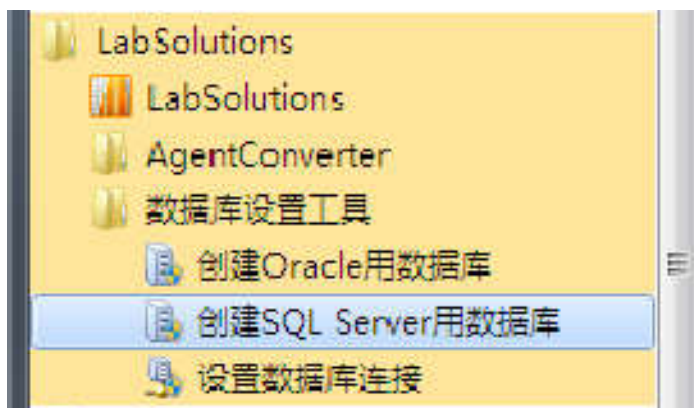 LabSolutions
LabSolutions
AgentConverter
数据库设置工具
创建Oracle用数据库
创建SQL Server用数据库
设置数据库连接